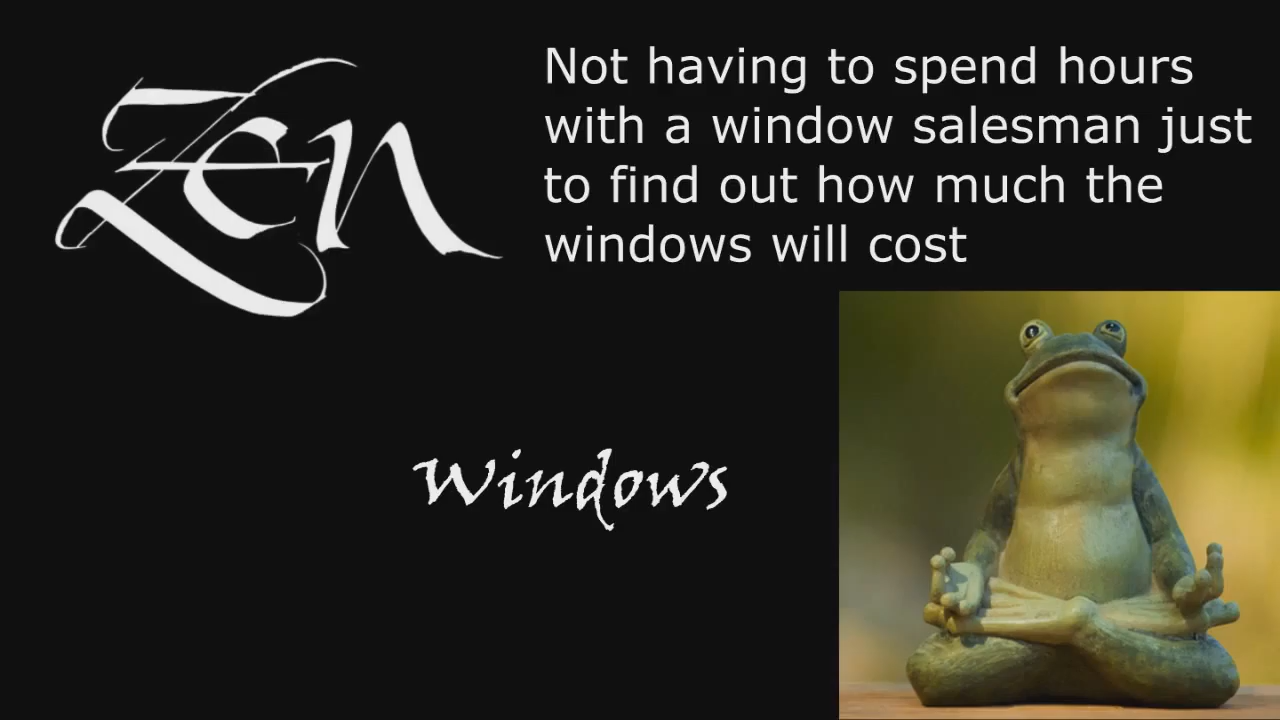 Zen
Not having to spend hours
with a window salesman just
to find out how much the
windows will cost
Windows